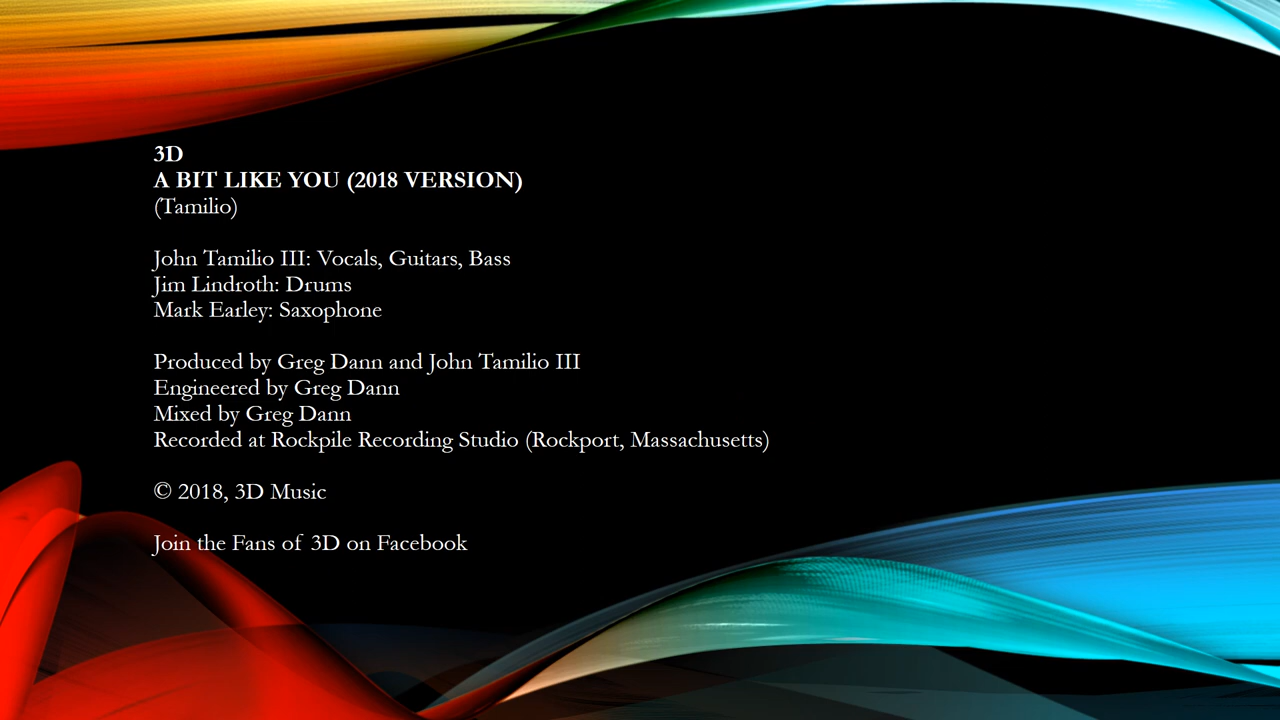 3D
A BIT LIKE YOU (2018 VERSION)
(Tamilio)
John Tamilio III: Vocals, Guitars, Bass
Jim Lindroth: Drums
Mark Earley: Saxophone
Produced by Greg Dann and John Tamilio III
Engineered by Greg Dann
Mixed by Greg Dann
Recorded at Rockpile Recording Studio (Rockport, Massachusetts)
© 2018, 3D Music
Join the Fans of 3D on Facebook